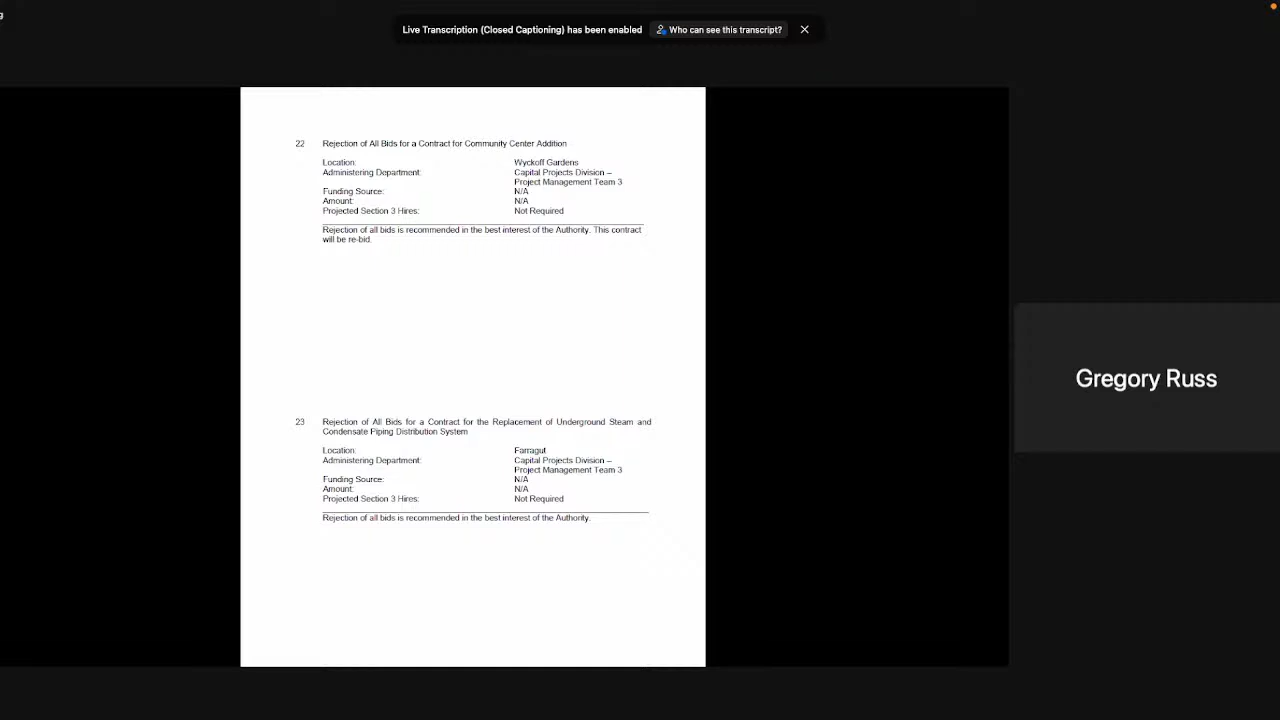 g
Live Transcription (Closed Captioning) has been enabled Who can see this transcript?
22 Rejection of All Bids for a Contract for Community Center Addition
Location: Wyckoff Gardens
Administering Department: Capital Projects Division –
Project Management Team 3
Funding Source: N/A
Amount: N/A
Projected Section 3 Hires: Not Required
Rejection of all bids is recommended in the best interest of the Authority. This contract
will be re-bid.
23 Rejection of All Bids for a Contract for the Replacement of Underground Steam and
Condensate Piping Distribution System
Location: Farragut
Administering Department: Capital Projects Division –
Project Management Team 3
Funding Source: N/A
Amount: N/A
Projected Section 3 Hires: Not Required
Rejection of all bids is recommended in the best interest of the Authority.
Gregory Russ